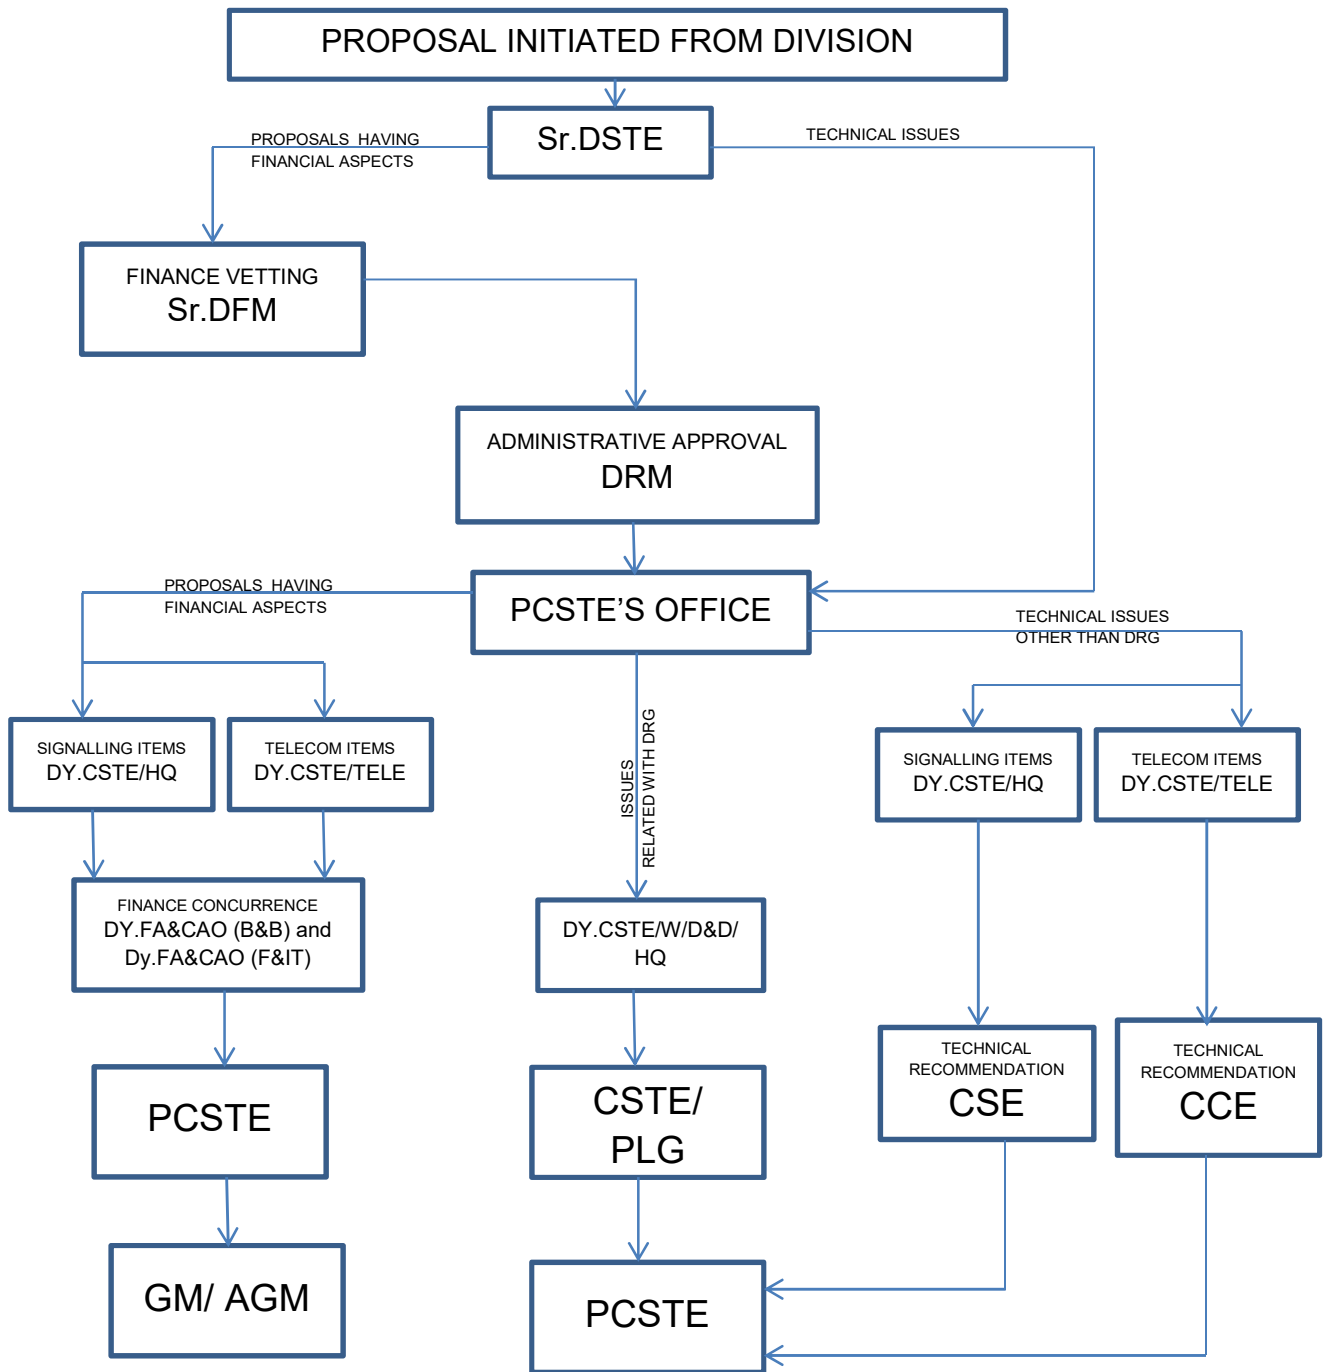 PROPOSAL INITIATED FROM DIVISION
Sr.DSTE
PROPOSALS HAVING
FINANCIAL ASPECTS
TECHNICAL ISSUES
FINANCE VETTING
Sr.DFM
ADMINISTRATIVE APPROVAL
DRM
PROPOSALS HAVING
FINANCIAL ASPECTS
PCSTE'S OFFICE
TECHNICAL ISSUES
OTHER THAN DRG
SIGNALLING ITEMS
DY.CSTE/HQ
TELECOM ITEMS
DY.CSTE/TELE
ISSUES
RELATED WITH DRG
SIGNALLING ITEMS
DY.CSTE/HQ
TELECOM ITEMS
DY.CSTE/TELE
FINANCE CONCURRENCE
DY.FA&CAO (B&B) and
Dy.FA&CAO (F&IT)
DY.CSTE/W/D&D/
HQ
TECHNICAL
RECOMMENDATION
CSE
TECHNICAL
RECOMMENDATION
CCE
PCSTE
CSTE/
PLG
GM/ AGM
PCSTE